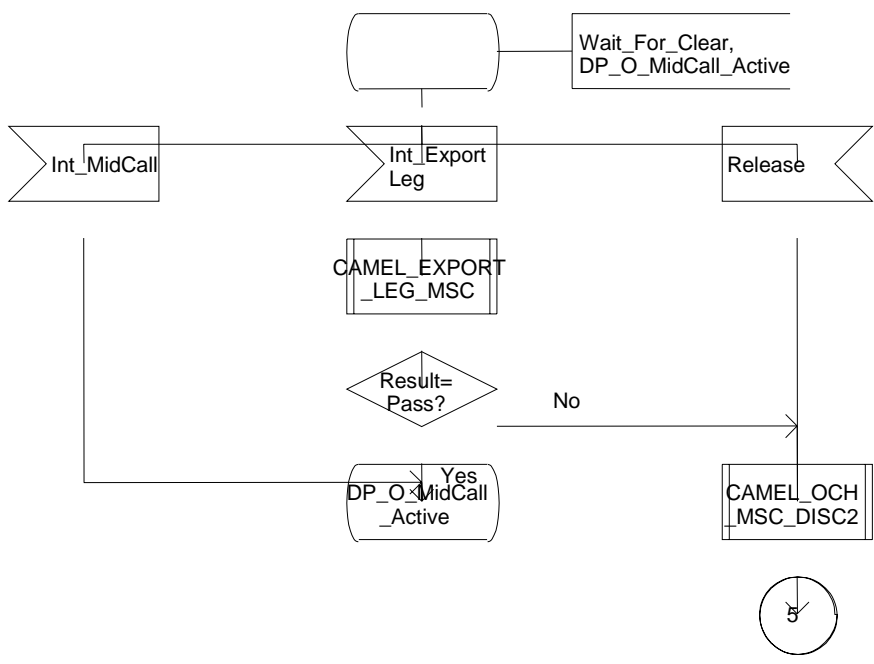 Wait_For_Clear,
DP_O_MidCall_Active
Int_MidCall
Int_Export
Leg
Release
CAMEL_EXPORT
_LEG_MSC
Result=
Pass?
No
Yes
DP_O_MidCall
_Active
CAMEL_OCH
_MSC_DISC2
5